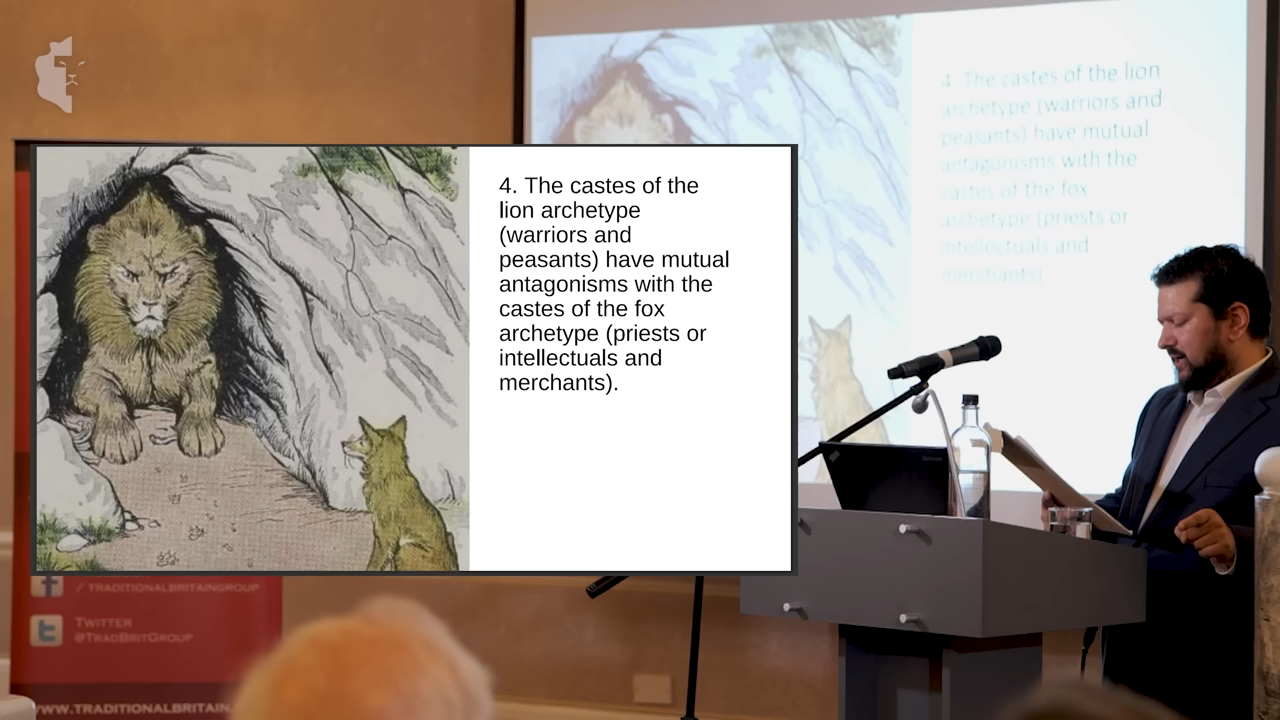 4. The castes of the
lion archetype
(warriors and
peasants) have mutual
antagonisms with the
castes of the fox
archetype (priests or
intellectuals and
merchants).
4. The castes of the lion
archetype (warriors and
peasants) have mutual
antagonisms with the
castes of the fox
archetype (priests or
intellectuals and
merchants)
/ TRADITIONALBRITAINGROUP
TWITTER
@TRADBRITGROUP
WWW.TRADITIONALBRITAIN.